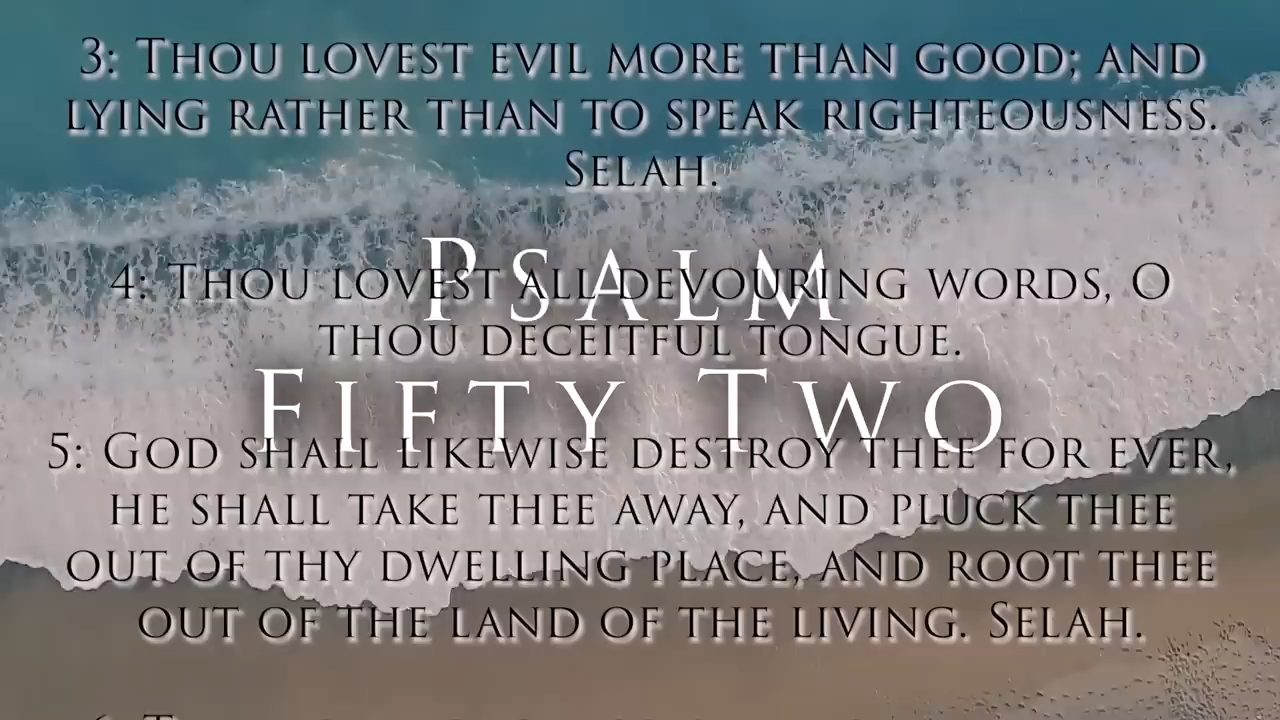 3: Thou lovest evil more than good; and
lying rather than to speak righteousness.
Selah.
Psalm
4: Thou lovest all devouring words, O
thou deceitful tongue.
Fifty Two
5: God shall likewise destroy thee for ever,
he shall take thee away, and pluck thee
out of thy dwelling place, and root thee
out of the land of the living. Selah.